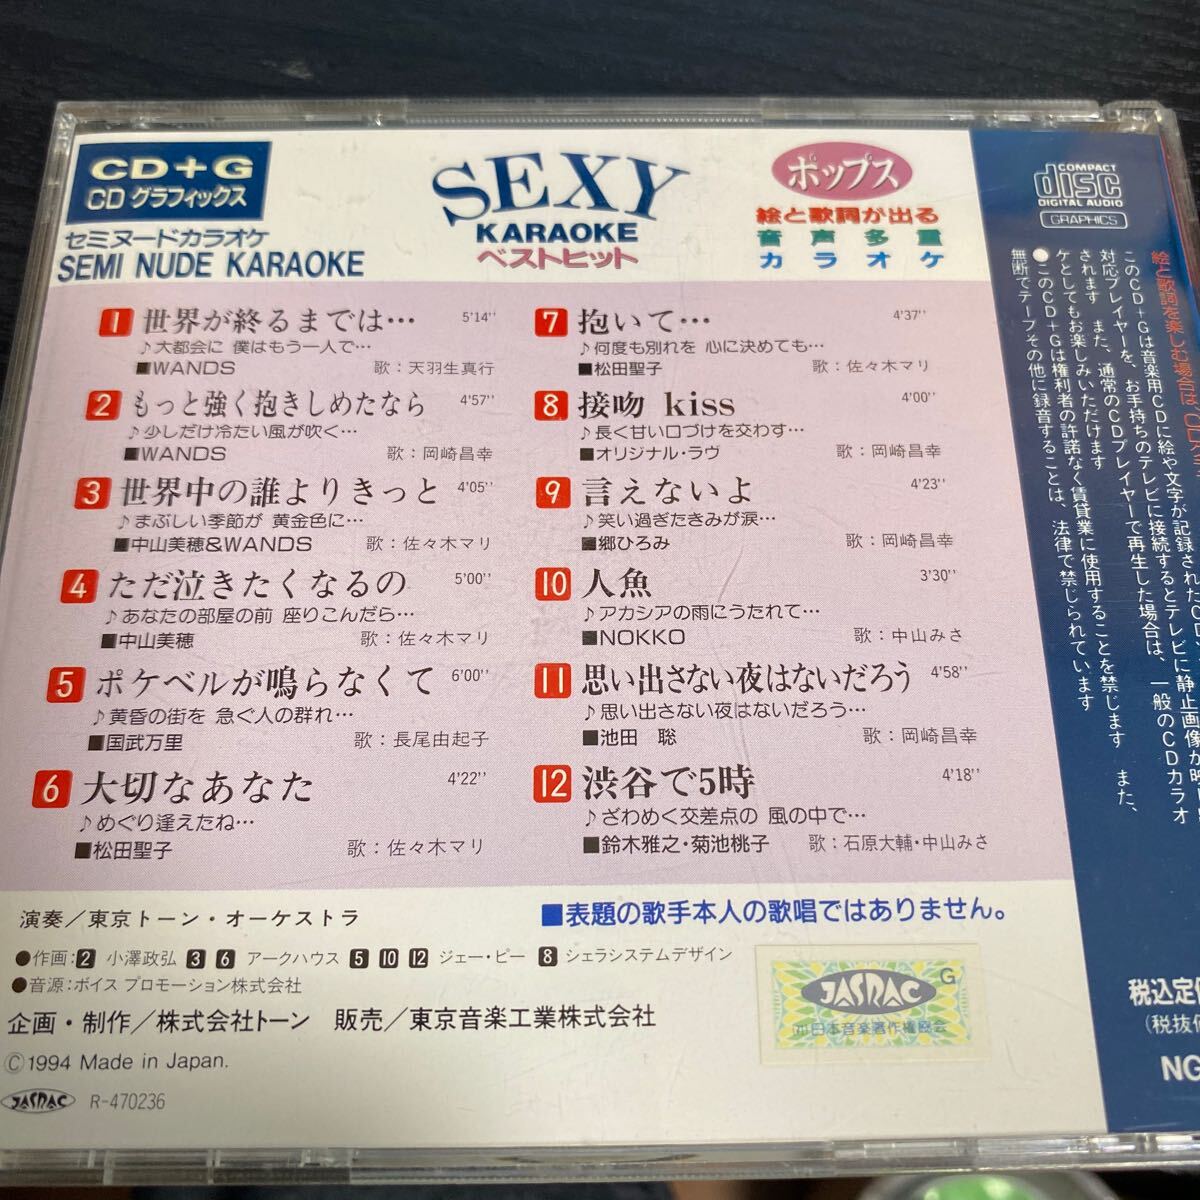 CD+G
CDグラフィックス
セミヌードカラオケ
SEMI NUDE KARAOKE
SEXY
KARAOKE
ベストヒット
ポップス
絵と歌詞が出る
音声多重
カラオケ
1 世界が終るまでは… 5'14''
♪大都会に 僕はもう一人で…
■WANDS 歌：天羽生真行
2 もっと強く抱きしめたなら 4'57''
♪少しだけ冷たい風が吹く…
■WANDS 歌：岡崎昌幸
3 世界中の誰よりきっと 4'05''
♪まぶしい季節が 黄金色に…
■中山美穂&WANDS 歌：佐々木マリ
4 ただ泣きたくなるの 5'00''
♪あなたの部屋の前 座りこんだら…
■中山美穂 歌：佐々木マリ
5 ポケベルが鳴らなくて 6'00''
♪黄昏の街を 急ぐ人の群れ…
■国武万里 歌：長尾由起子
6 大切なあなた 4'22''
♪めぐり逢えたね…
■松田聖子 歌：佐々木マリ
7 抱いて… 4'37''
♪何度も別れを 心に決めても…
■松田聖子 歌：佐々木マリ
8 接吻 kiss 4'00''
♪長く甘い口づけを交わす…
■オリジナル・ラヴ 歌：岡崎昌幸
9 言えないよ 4'23''
♪笑い過ぎたきみが涙…
■郷ひろみ 歌：岡崎昌幸
10 人魚 3'30''
♪アカシアの雨にうたれて…
■NOKKO 歌：中山みさ
11 思い出さない夜はないだろう 4'58''
♪思い出さない夜はないだろう…
■池田 聡 歌：岡崎昌幸
12 渋谷で5時 4'18''
♪ざわめく交差点の 風の中で…
■鈴木雅之・菊池桃子 歌：石原大輔・中山みさ
演奏／東京トーン・オーケストラ
■表題の歌手本人の歌唱ではありません。
●作画：2 小澤政弘 3 6 アークハウス 5 10 12 ジェー・ピー 8 シェラシステムデザイン
●音源：ボイス プロモーション株式会社
企画・制作／株式会社トーン 販売／東京音楽工業株式会社
©1994 Made in Japan.
JASRAC R-470236
JASRAC G
日本音楽著作権協会
COMPACT
disc
DIGITAL AUDIO
GRAPHICS
絵と歌詞を楽しむ場合は、CD
このCD+Gは音楽用CDに絵や文字が記録されたCD、
対応プレイヤーを、お手持ちのテレビに接続するとテレビに静止画像が映し出
されます また、通常のCDプレイヤーで再生した場合は、一般のCDカラオ
ケとしてもお楽しみいただけます
●このCD+Gは権利者の許諾なく賃貸業に使用することを禁じます また、
無断でテープその他に録音することは、法律で禁じられています
税込定価
(税抜価
NG